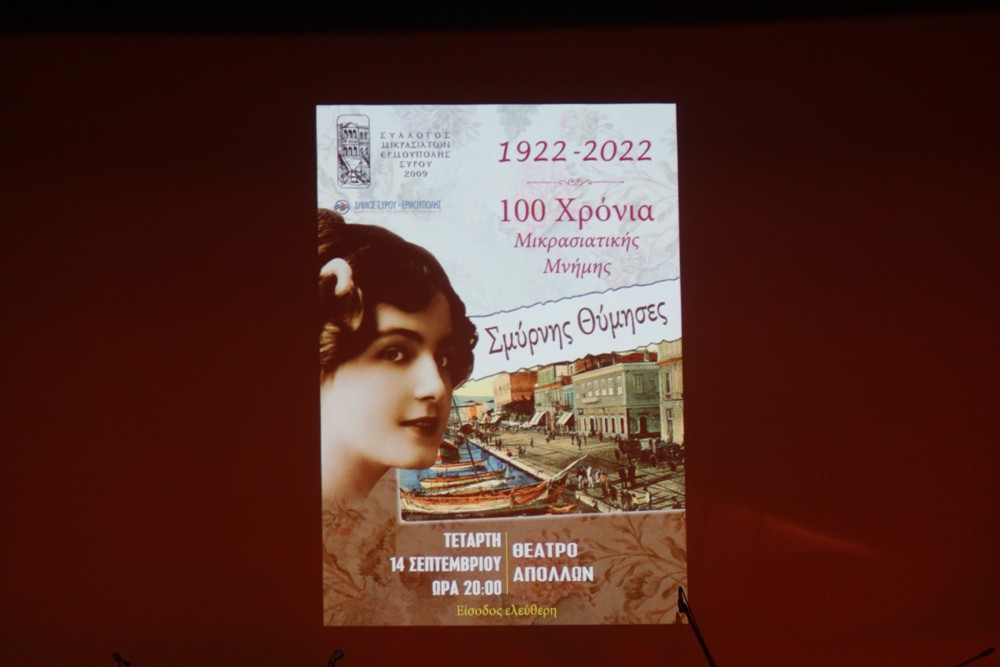 ΣΥΛΛΟΓΟΣ
ΜΙΚΡΑΣΙΑΤΩΝ
ΕΡΜΟΥΠΟΛΗΣ
ΣΥΡΟΥ
2009
ΔΗΜΟΣ ΣΥΡΟΥ - ΕΡΜΟΥΠΟΛΗΣ
1922-2022
100 Χρόνια
Μικρασιατικής
Μνήμης
Σμύρνης Θύμησες
ΤΕΤΑΡΤΗ
14 ΣΕΠΤΕΜΒΡΙΟΥ
ΩΡΑ 20:00
ΘΕΑΤΡΟ
ΑΠΟΛΛΩΝ
Είσοδος ελεύθερη